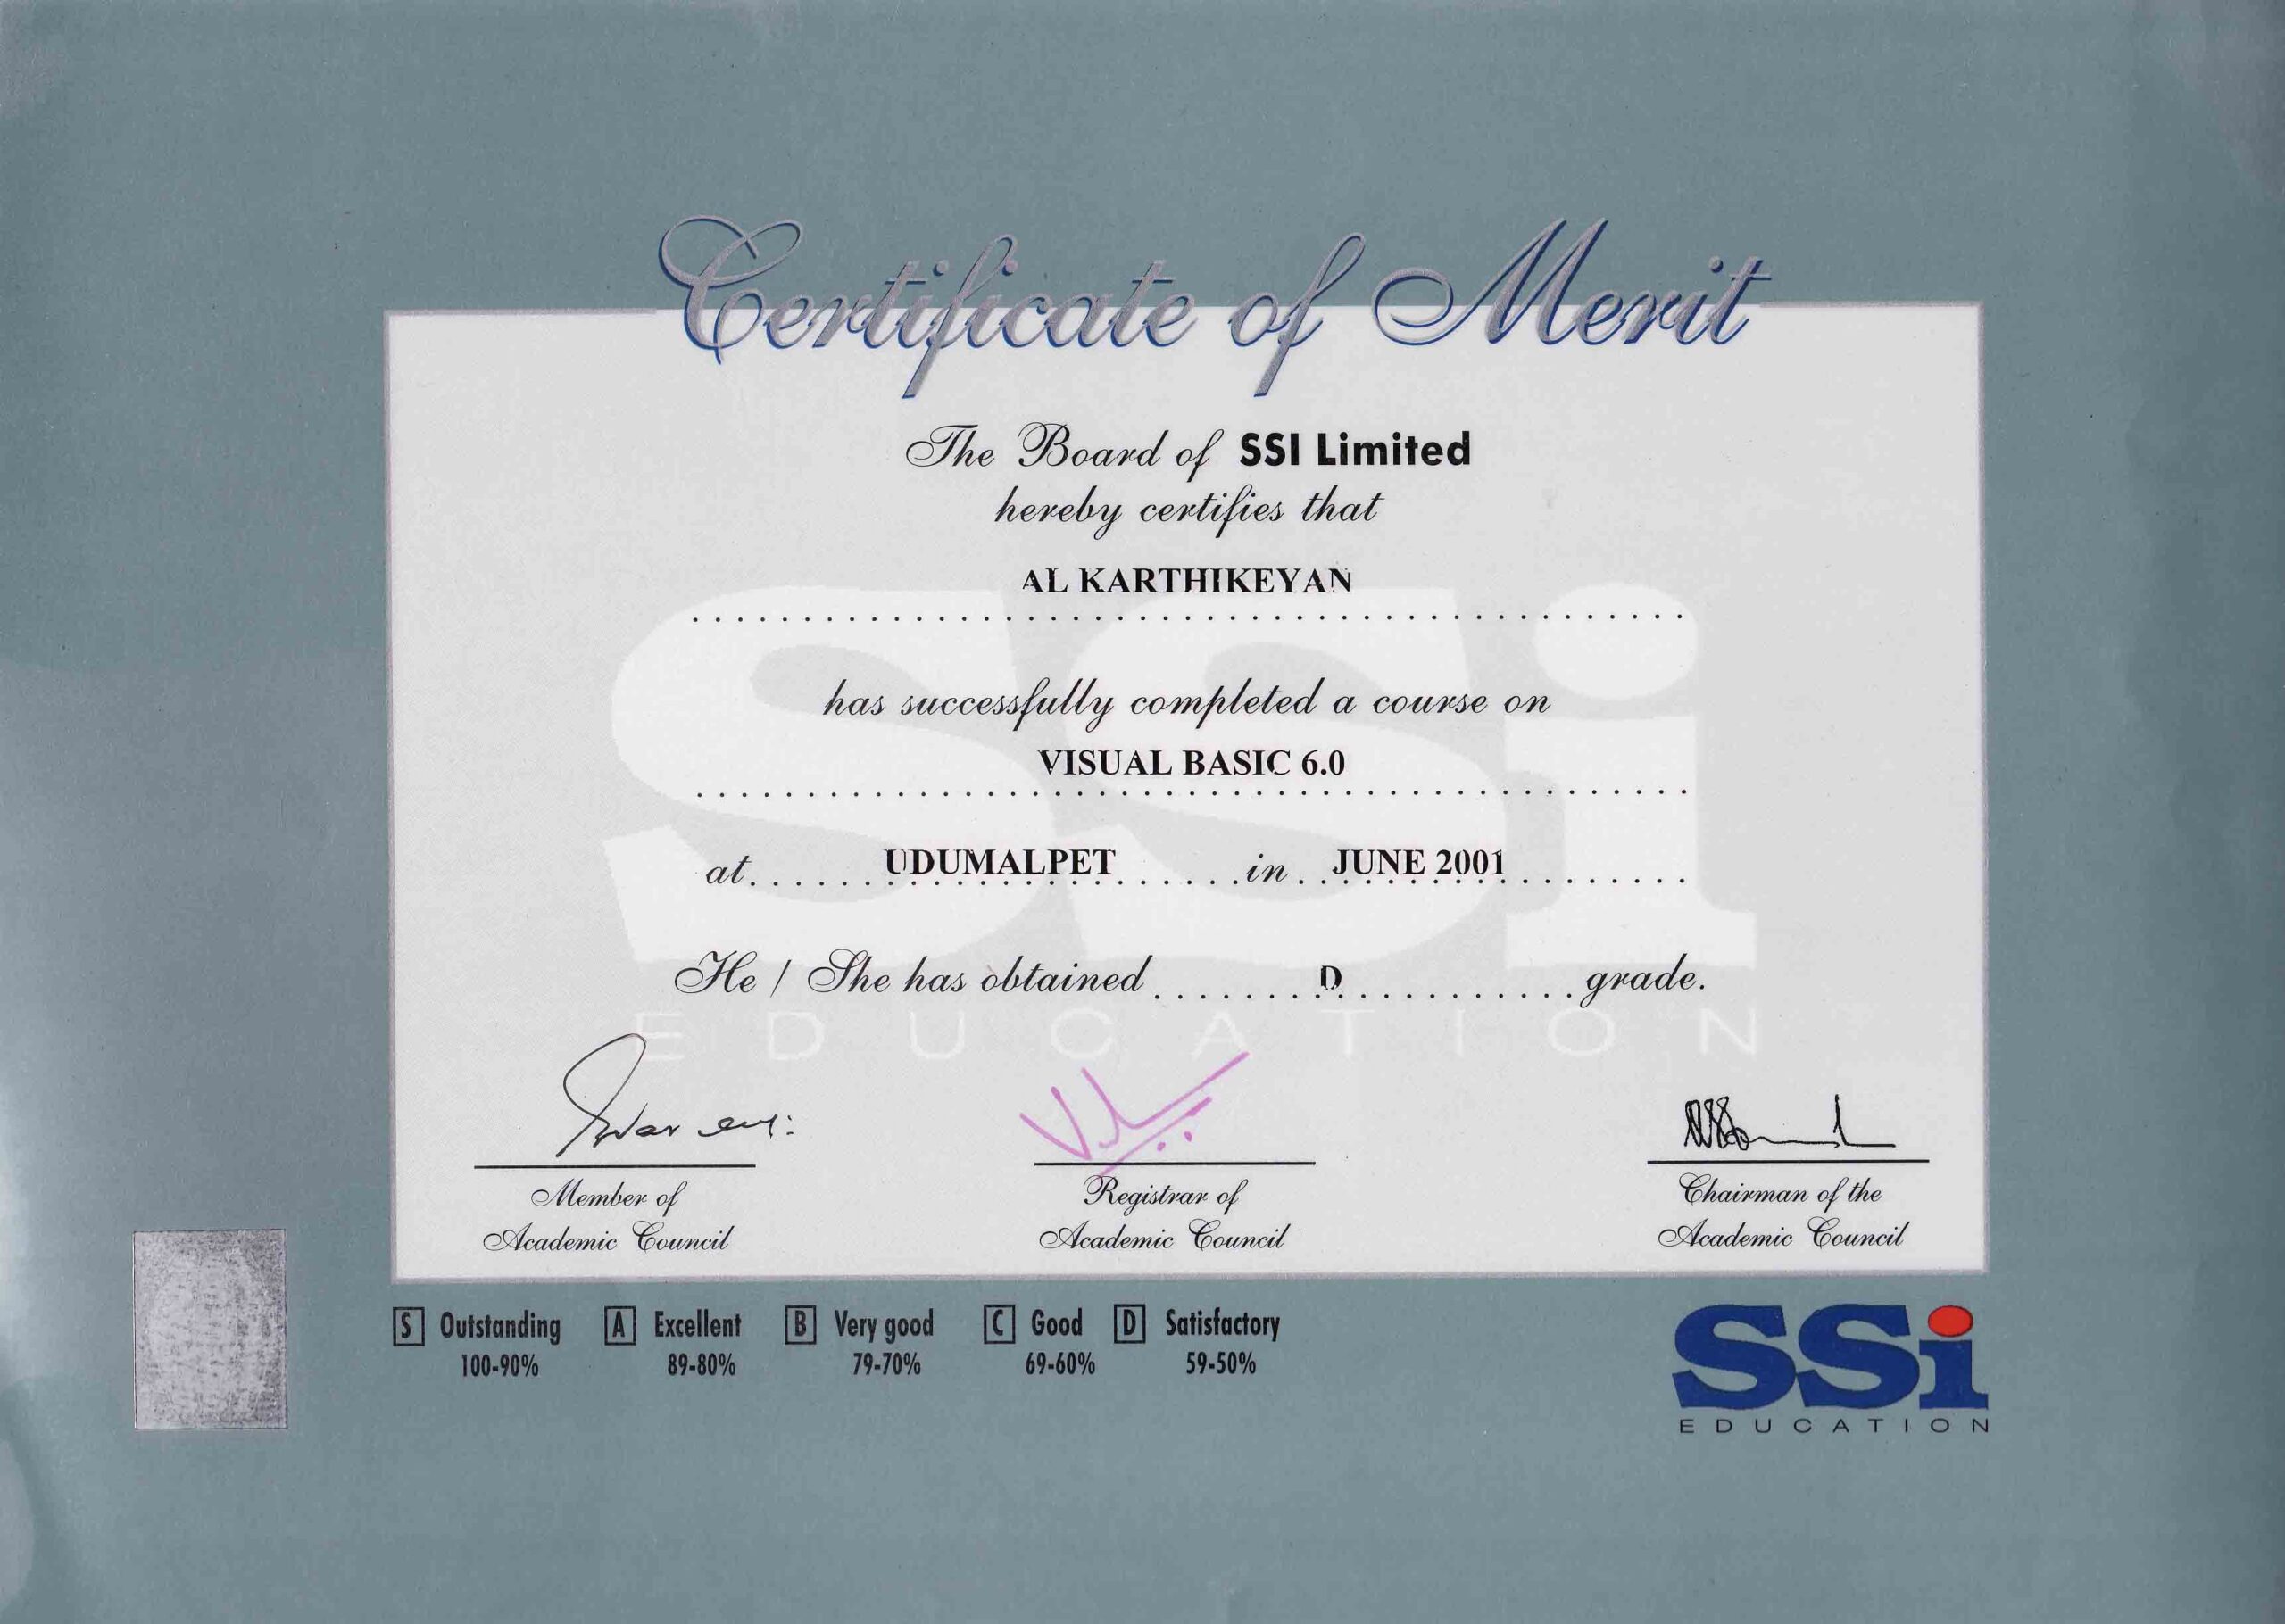 Certificate of Merit
The Board of SSI Limited
hereby certifies that
AL KARTHIKEYAN
has successfully completed a course on
VISUAL BASIC 6.0
at UDUMALPET in JUNE 2001
He / She has obtained D grade.
SSi
EDUCATION
Member of
Academic Council
Registrar of
Academic Council
Chairman of the
Academic Council
S Outstanding A Excellent B Very good C Good D Satisfactory
100-90% 89-80% 79-70% 69-60% 59-50%
SSi
EDUCATION